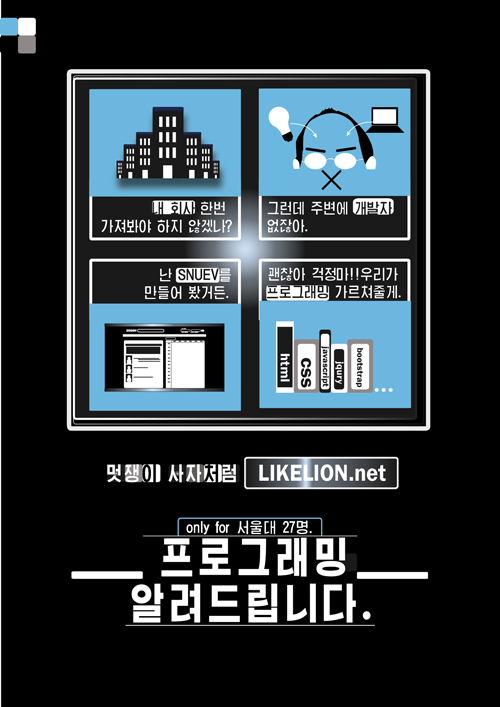 내 회사 한번
가져봐야 하지 않겠나?
그런데 주변에 개발자
없잖아.
난 SNUEV를
만들어 봤거든.
괜찮아 걱정마!!우리가
프로그래밍 가르쳐줄게.
html
css
javascript
jqury
bootstrap
...
멋쟁이 사자처럼 LIKELION.net
only for 서울대 27명.
프로그래밍
알려드립니다.